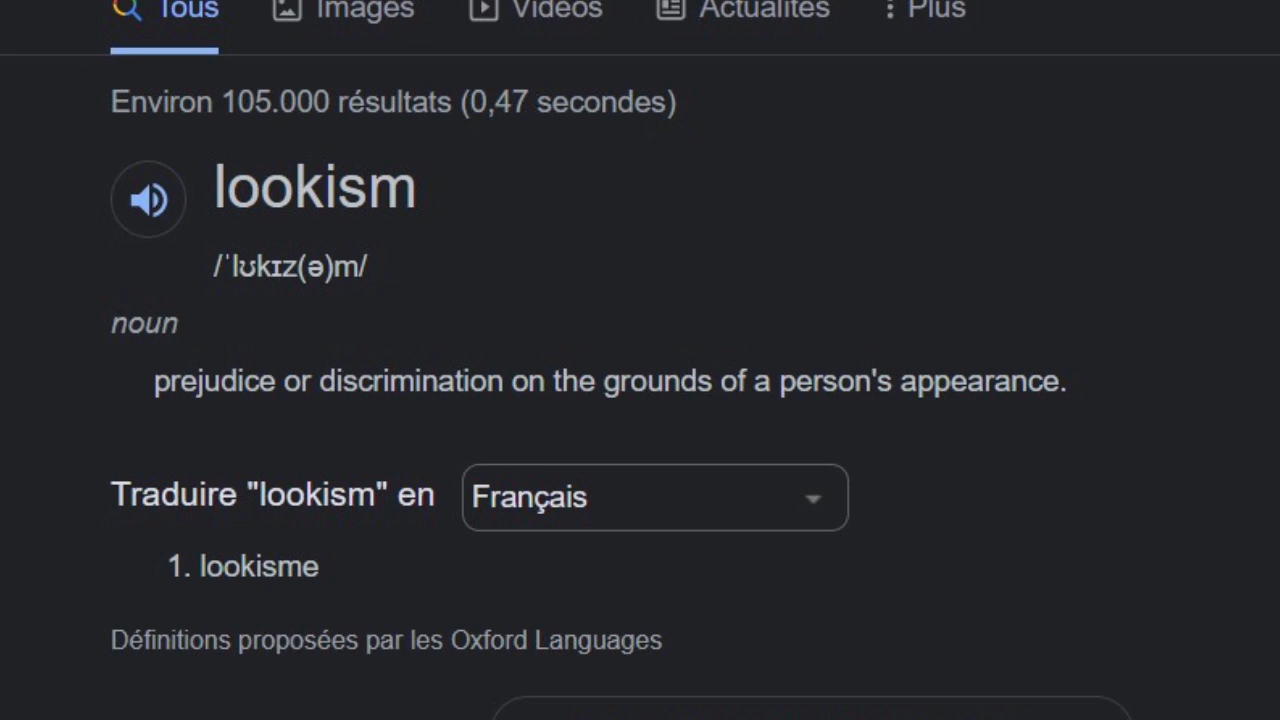 Tous Images Vidéos Actualités Plus
Environ 105.000 résultats (0,47 secondes)
lookism
/ˈlʊkɪz(ə)m/
noun
prejudice or discrimination on the grounds of a person's appearance.
Traduire "lookism" en Français
1. lookisme
Définitions proposées par les Oxford Languages